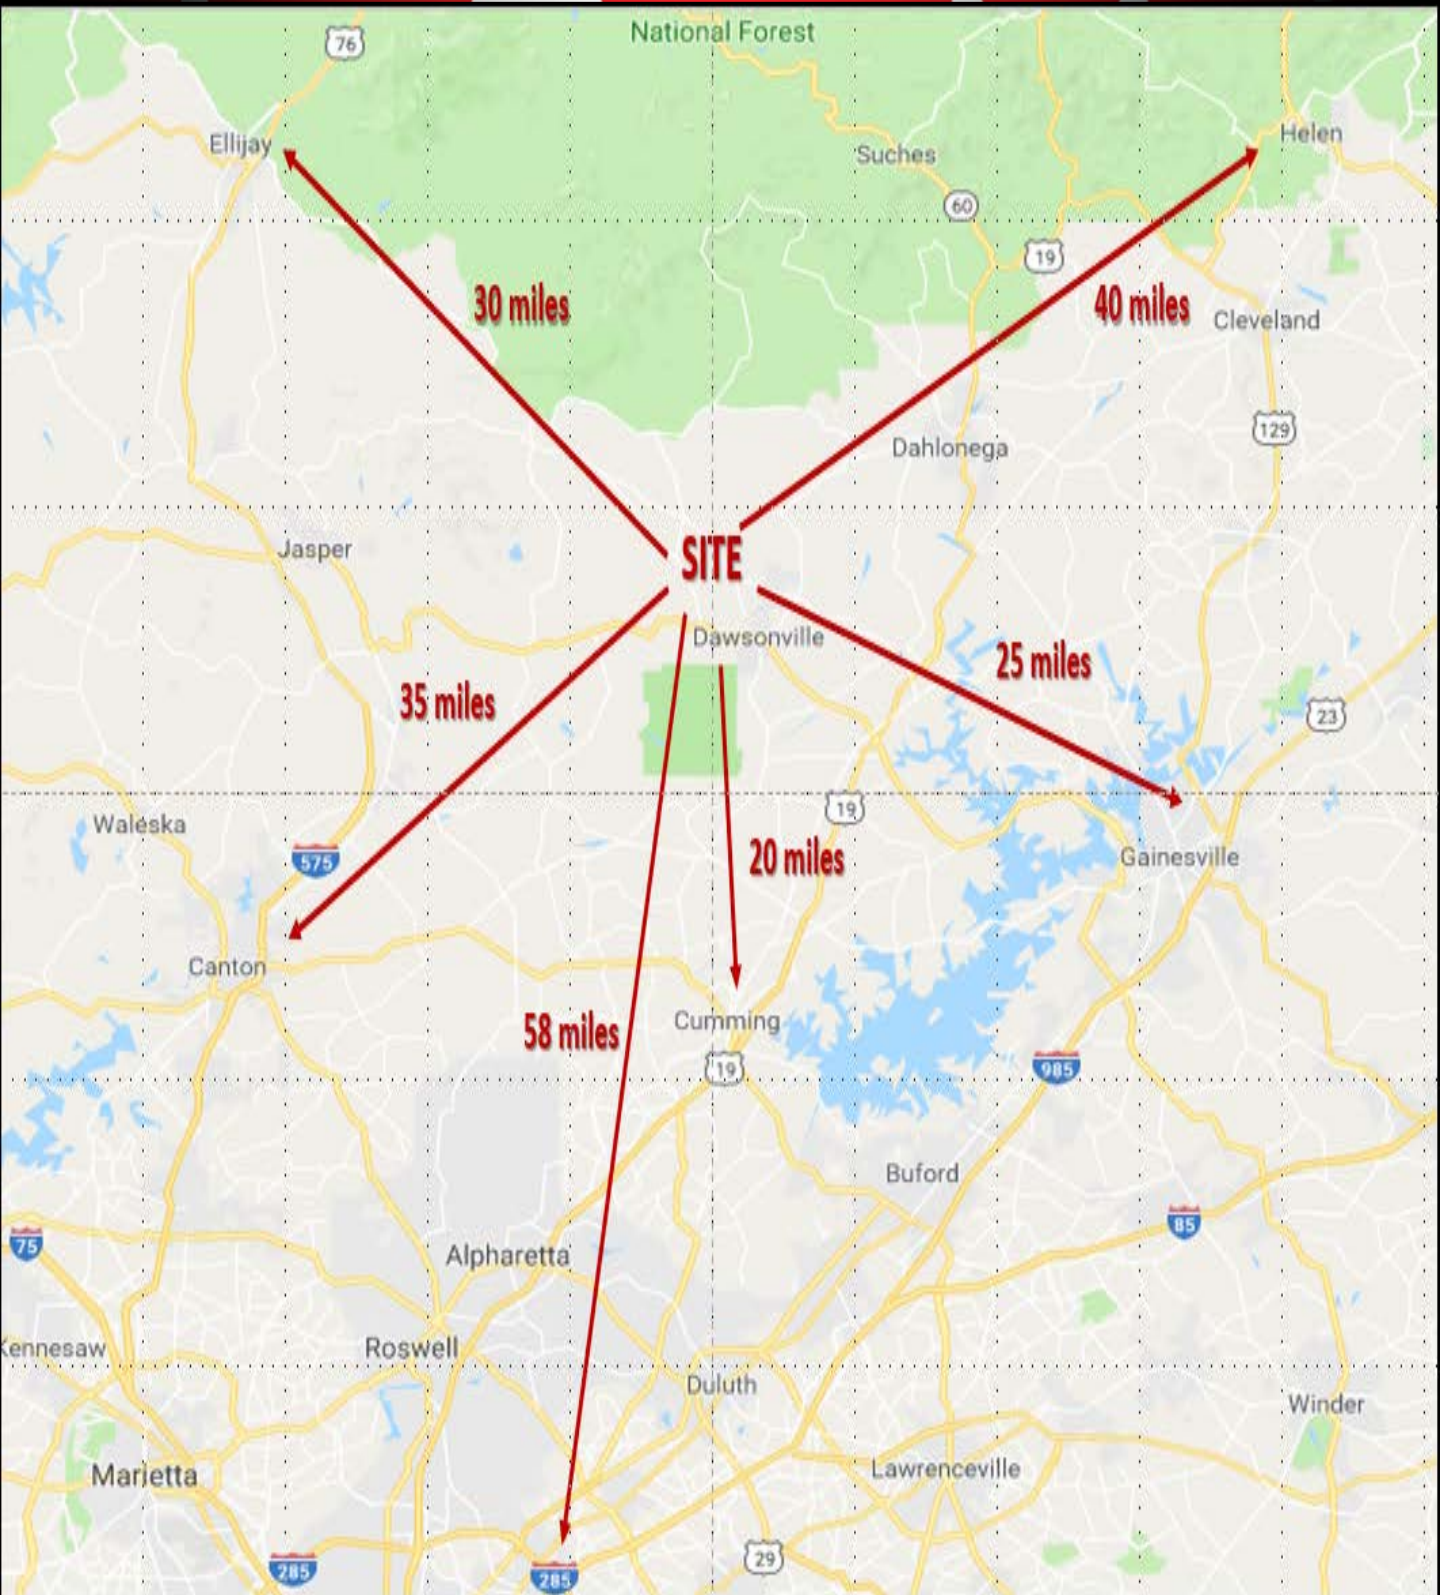 National Forest
76
Ellijay
Suches
Helen
60
19
30 miles
40 miles
Cleveland
129
Dahlonega
Jasper
SITE
Dawsonville
25 miles
35 miles
23
19
Waleska
575
20 miles
Gainesville
Canton
58 miles
Cumming
19
985
Buford
85
75
Alpharetta
Kennesaw
Roswell
Duluth
Winder
Marietta
Lawrenceville
29
285
285